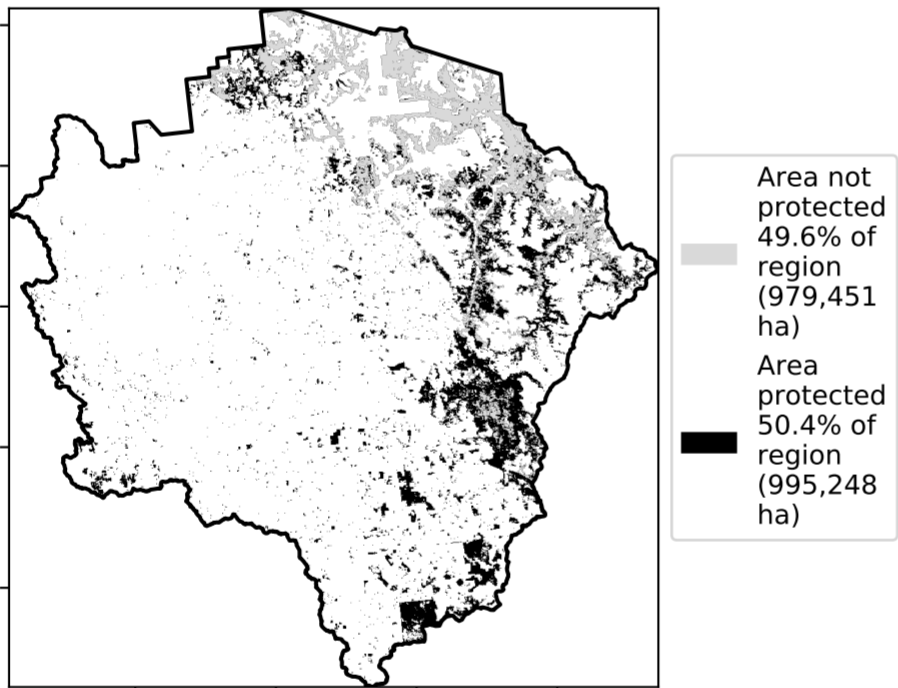 Area not
protected
49.6% of
region
(979,451
ha)
Area
protected
50.4% of
region
(995,248
ha)